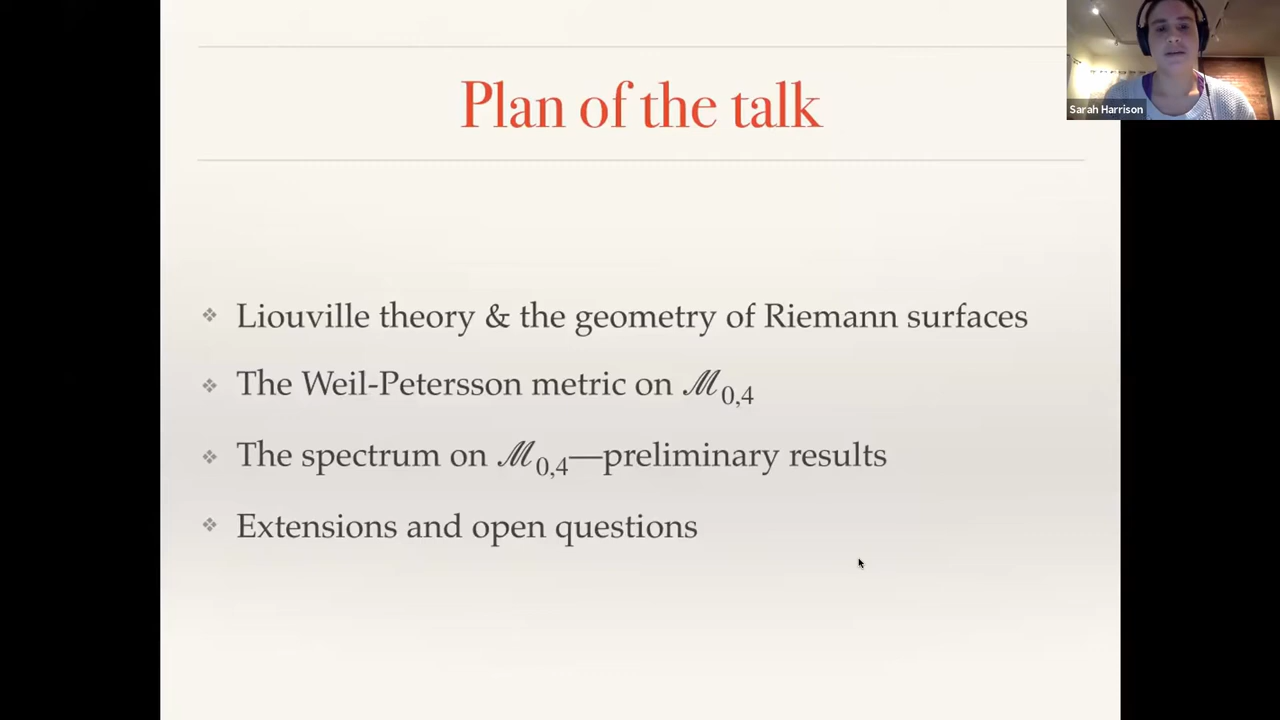 Plan of the talk
Sarah Harrison
❖ Liouville theory & the geometry of Riemann surfaces
❖ The Weil-Petersson metric on ℳ0,4
❖ The spectrum on ℳ0,4—preliminary results
❖ Extensions and open questions